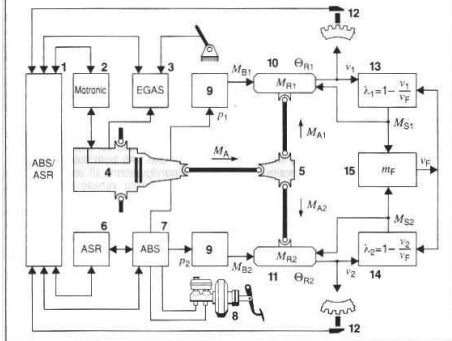 12
1 2 3 10 Θ_R1 v_1 13
Motronic EGAS 9 M_B1 M_R1 λ_1=1-v_1/v_F
p_1 M_S1
ABS/
ASR
4 M_A M_A1 5 15 m_F v_F
6 7 M_A2 M_S2
ASR ABS p_2 9 M_B2 M_R2 λ_2=1-v_2/v_F
11 Θ_R2 v_2 14
8 12